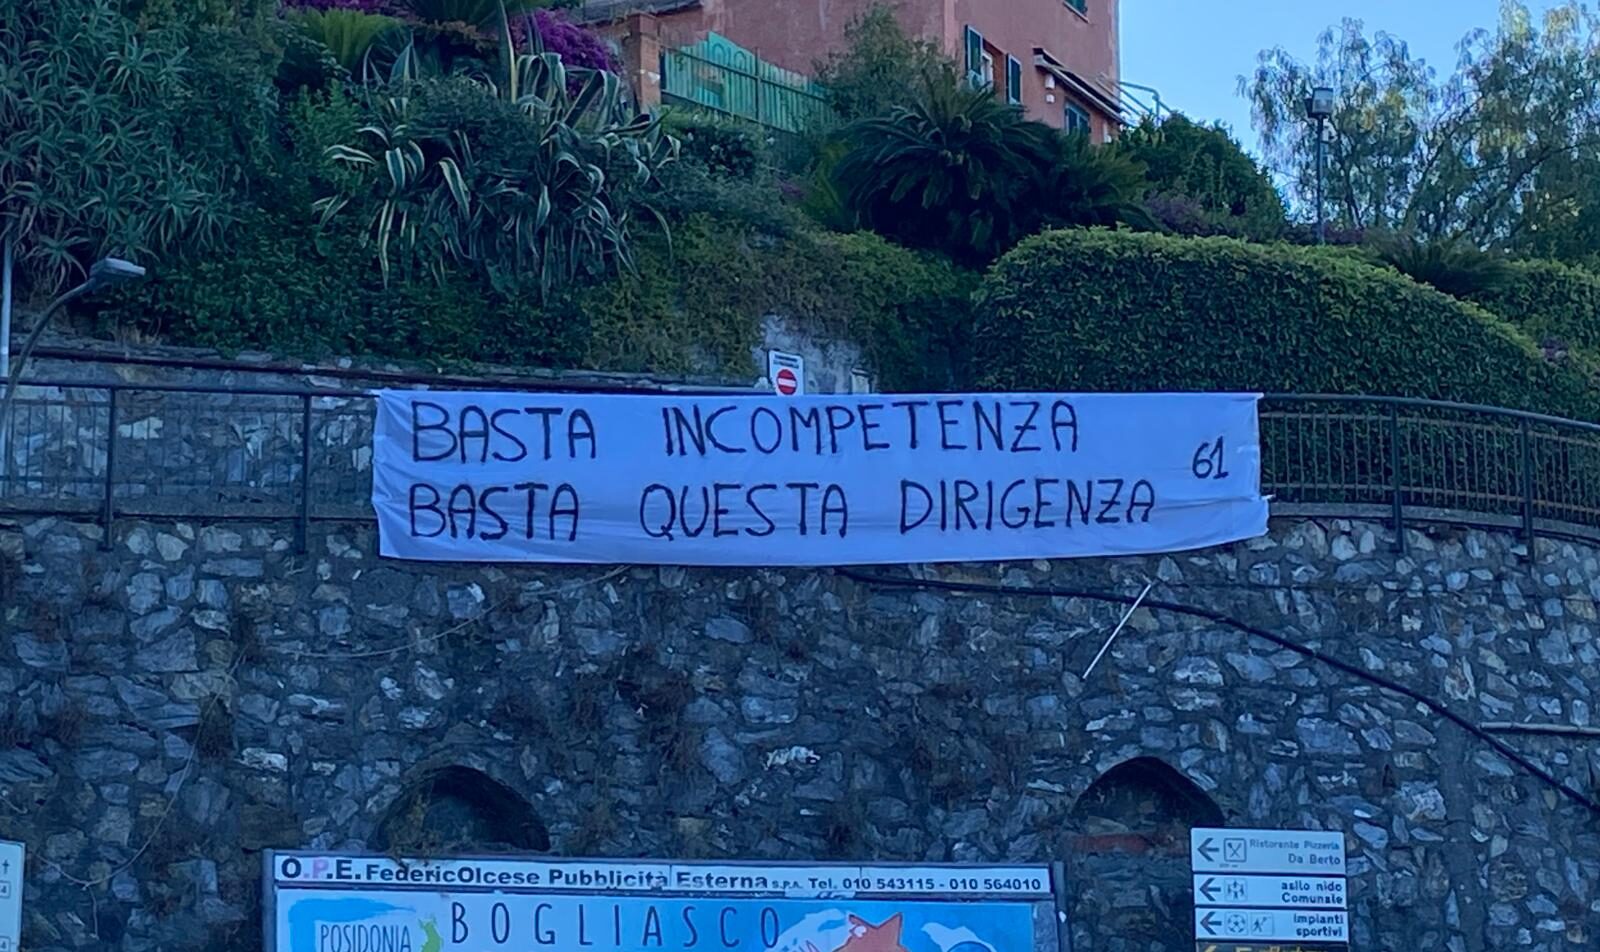 BASTA INCOMPETENZA
BASTA QUESTA DIRIGENZA
61
O.P.E. FedericOlcese Pubblicità Esterna S.P.A. Tel. 010 543115 - 010 564010
POSIDONIA
BOGLIASCO
Ristorante Pizzeria
Da Berto
asilo nido
Comunale
impianti
sportivi